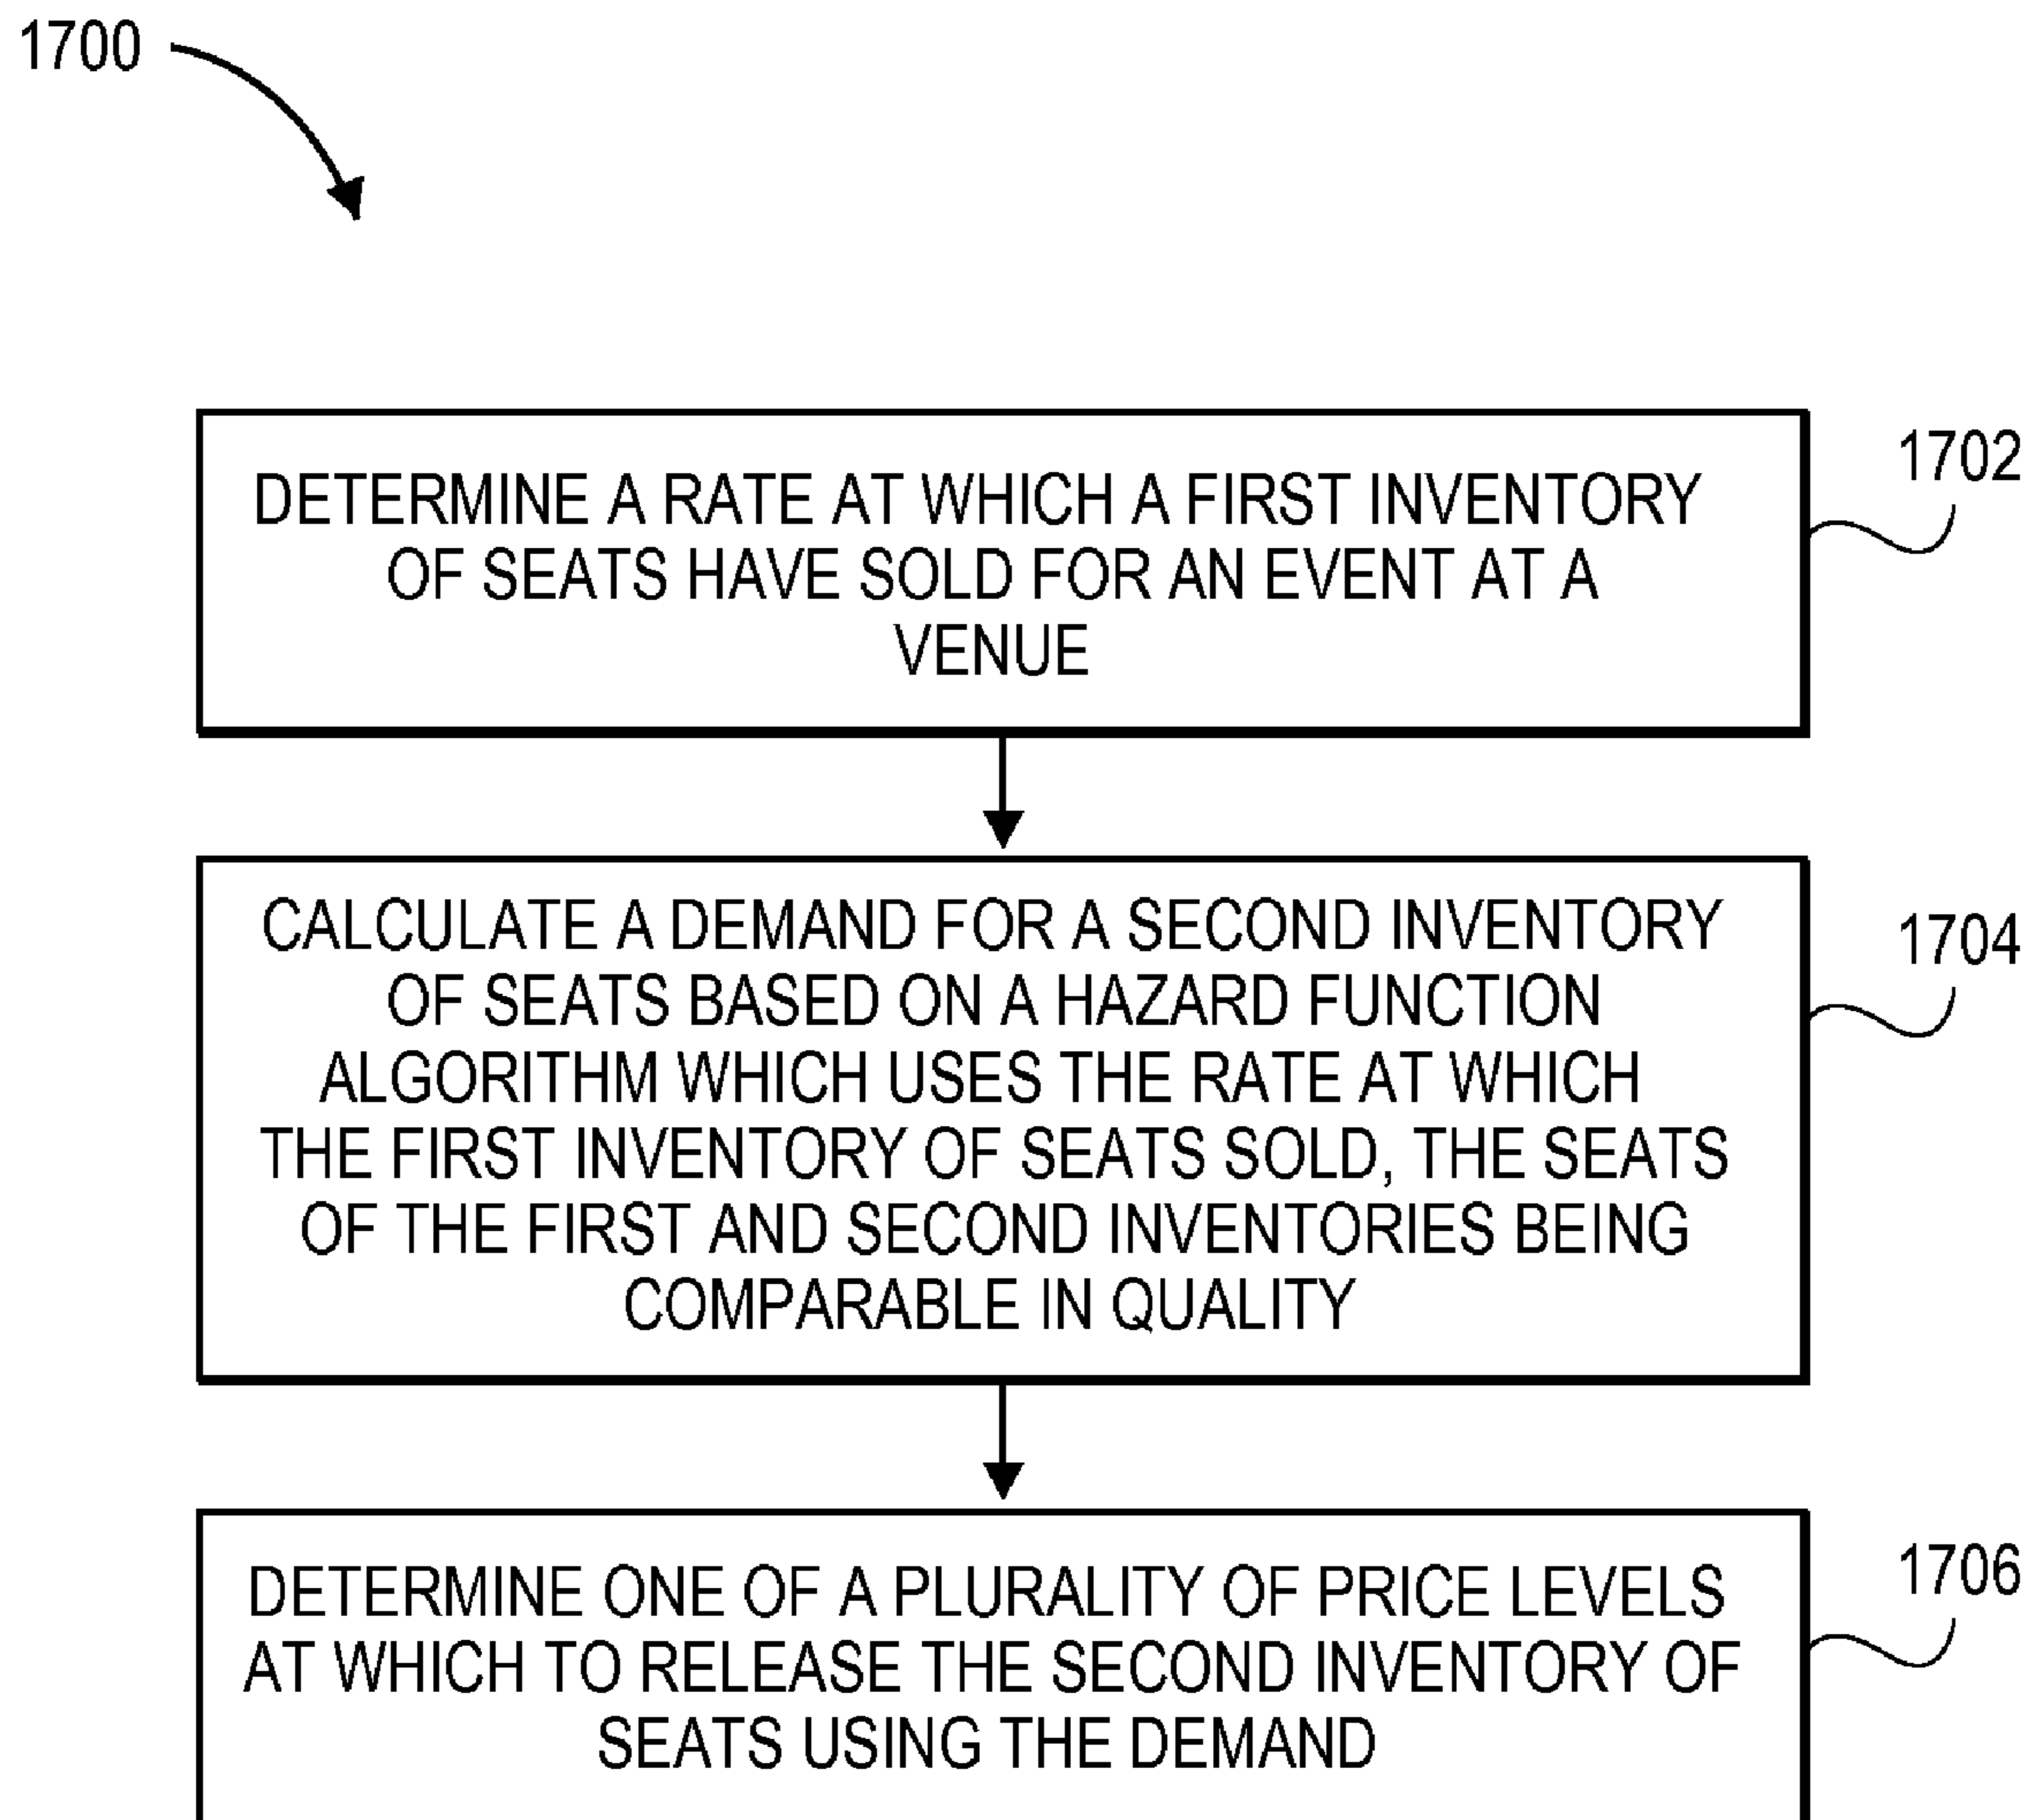 1700
DETERMINE A RATE AT WHICH A FIRST INVENTORY
OF SEATS HAVE SOLD FOR AN EVENT AT A
VENUE
1702
CALCULATE A DEMAND FOR A SECOND INVENTORY
OF SEATS BASED ON A HAZARD FUNCTION
ALGORITHM WHICH USES THE RATE AT WHICH
THE FIRST INVENTORY OF SEATS SOLD, THE SEATS
OF THE FIRST AND SECOND INVENTORIES BEING
COMPARABLE IN QUALITY
1704
DETERMINE ONE OF A PLURALITY OF PRICE LEVELS
AT WHICH TO RELEASE THE SECOND INVENTORY OF
SEATS USING THE DEMAND
1706